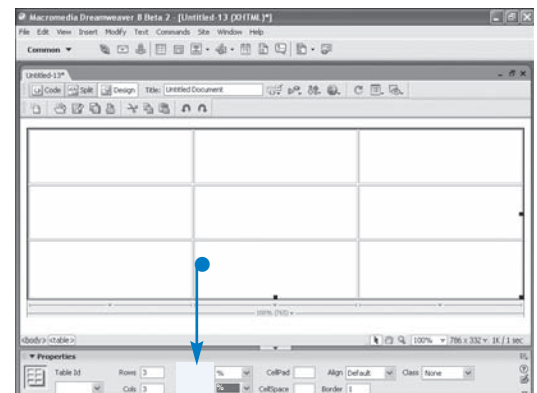 Macromedia Dreamweaver 8 Beta 2 - [Untitled-13 (XHTML)*]
File Edit View Insert Modify Text Commands Site Window Help
Common
Untitled-13*
Code Split Design Title: Untitled Document
100% (765)
<body> <table> 100% 786 x 332 1K / 1 sec
Properties
Table Id Rows 3 % CellPad Align Default Class None
Cols 3 % CellSpace Border 1